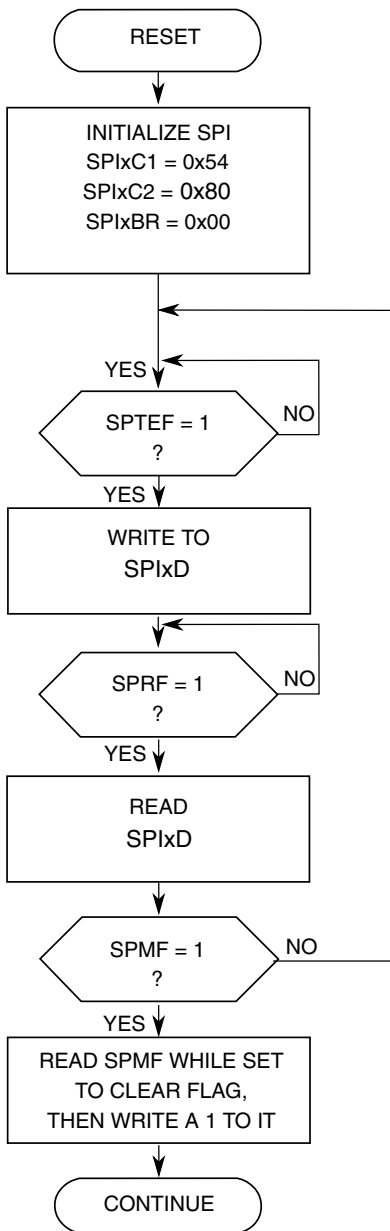 RESET
INITIALIZE SPI
SPIxC1 = 0x54
SPIxC2 = 0x80
SPIxBR = 0x00
YES
SPTEF = 1
?
NO
YES
WRITE TO
SPIxD
SPRF = 1
?
NO
YES
READ
SPIxD
SPMF = 1
?
NO
YES
READ SPMF WHILE SET
TO CLEAR FLAG,
THEN WRITE A 1 TO IT
CONTINUE